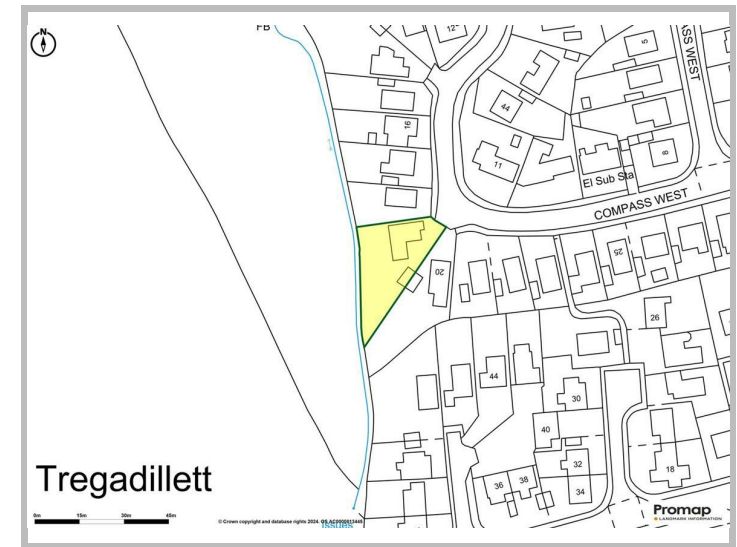 N
FB
12
5
COMPASS WEST
44
16
11
8
El Sub Sta
COMPASS WEST
20
25
26
44
30
40
32
18
36
38
34
Tregadillett
0m 15m 30m 45m
© Crown copyright and database rights 2024. OS AC0000813445
Issues
Promap
LANDMARK INFORMATION